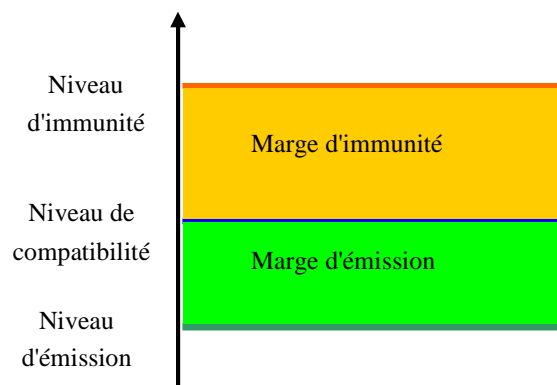 Niveau
d'immunité
Marge d'immunité
Niveau de
compatibilité
Marge d'émission
Niveau
d'émission